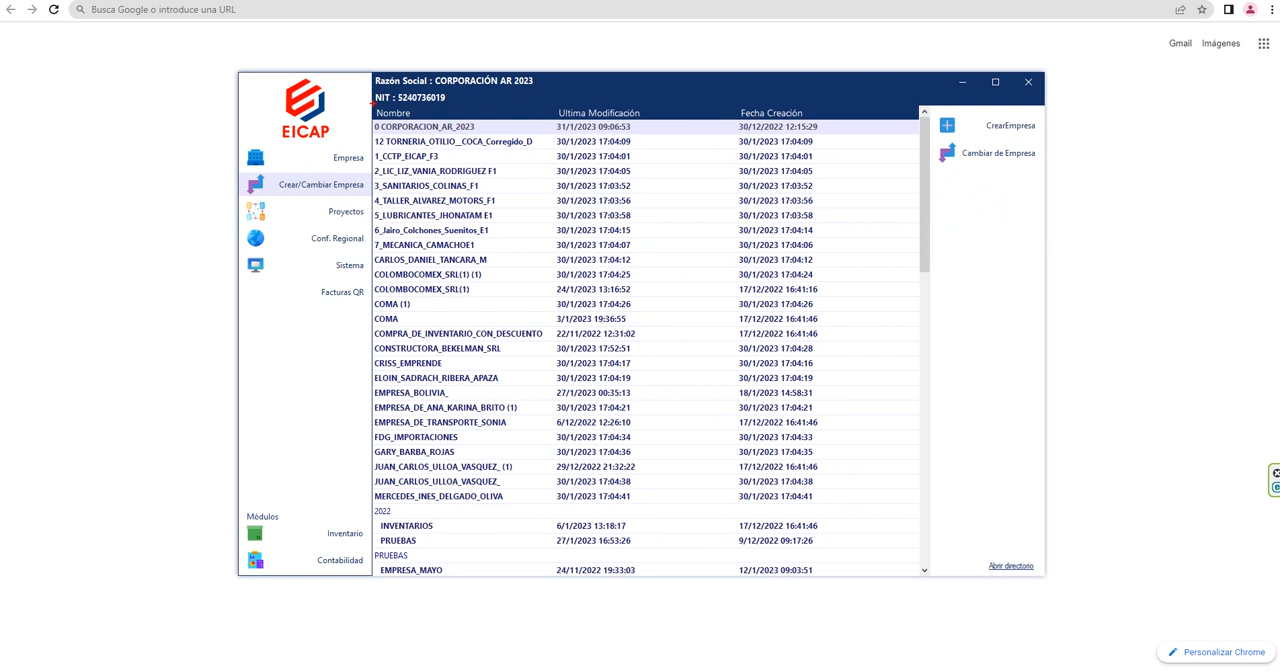 Busca Google o introduce una URL
Gmail Imágenes
EICAP
Empresa
Crear/Cambiar Empresa
Proyectos
Conf. Regional
Sistema
Facturas QR
Módulos
Inventario
Contabilidad
Razón Social : CORPORACIÓN AR 2023
NIT : 5240736019
Nombre Ultima Modificación Fecha Creación
0 CORPORACION_AR_2023 31/1/2023 09:06:53 30/12/2022 12:15:29
12 TORNERIA_OTILIO__COCA_Corregido_D 30/1/2023 17:04:09 30/1/2023 17:04:09
1_CCTP_EICAP_F3 30/1/2023 17:04:01 30/1/2023 17:04:01
2_LIC_LIZ_VANIA_RODRIGUEZ F1 30/1/2023 17:04:05 30/1/2023 17:04:05
3_SANITARIOS_COLINAS_F1 30/1/2023 17:03:52 30/1/2023 17:03:52
4_TALLER_ALVAREZ_MOTORS_F1 30/1/2023 17:03:56 30/1/2023 17:03:56
5_LUBRICANTES_JHONATAM E1 30/1/2023 17:03:58 30/1/2023 17:03:58
6_Jairo_Colchones_Suenitos_E1 30/1/2023 17:04:15 30/1/2023 17:04:14
7_MECANICA_CAMACHOE1 30/1/2023 17:04:07 30/1/2023 17:04:06
CARLOS_DANIEL_TANCARA_M 30/1/2023 17:04:12 30/1/2023 17:04:12
COLOMBOCOMEX_SRL(1) (1) 30/1/2023 17:04:25 30/1/2023 17:04:24
COLOMBOCOMEX_SRL(1) 24/1/2023 13:16:52 17/12/2022 16:41:16
COMA (1) 30/1/2023 17:04:26 30/1/2023 17:04:26
COMA 3/1/2023 19:36:55 17/12/2022 16:41:46
COMPRA_DE_INVENTARIO_CON_DESCUENTO 22/11/2022 12:31:02 17/12/2022 16:41:46
CONSTRUCTORA_BEKELMAN_SRL 30/1/2023 17:52:51 30/1/2023 17:04:28
CRISS_EMPRENDE 30/1/2023 17:04:17 30/1/2023 17:04:16
ELOIN_SADRACH_RIBERA_APAZA 30/1/2023 17:04:19 30/1/2023 17:04:19
EMPRESA_BOLIVIA_ 27/1/2023 00:35:13 18/1/2023 14:58:31
EMPRESA_DE_ANA_KARINA_BRITO (1) 30/1/2023 17:04:21 30/1/2023 17:04:21
EMPRESA_DE_TRANSPORTE_SONIA 6/12/2022 12:26:10 17/12/2022 16:41:46
FDG_IMPORTACIONES 30/1/2023 17:04:34 30/1/2023 17:04:33
GARY_BARBA_ROJAS 30/1/2023 17:04:36 30/1/2023 17:04:35
JUAN_CARLOS_ULLOA_VASQUEZ_ (1) 29/12/2022 21:32:22 17/12/2022 16:41:46
JUAN_CARLOS_ULLOA_VASQUEZ_ 30/1/2023 17:04:38 30/1/2023 17:04:38
MERCEDES_INES_DELGADO_OLIVA 30/1/2023 17:04:41 30/1/2023 17:04:41
2022
INVENTARIOS 6/1/2023 13:18:17 17/12/2022 16:41:46
PRUEBAS 27/1/2023 16:53:26 9/12/2022 09:17:26
PRUEBAS
EMPRESA_MAYO 24/11/2022 19:33:03 12/1/2023 09:03:51
CrearEmpresa
Cambiar de Empresa
Abrir directorio
Personalizar Chrome